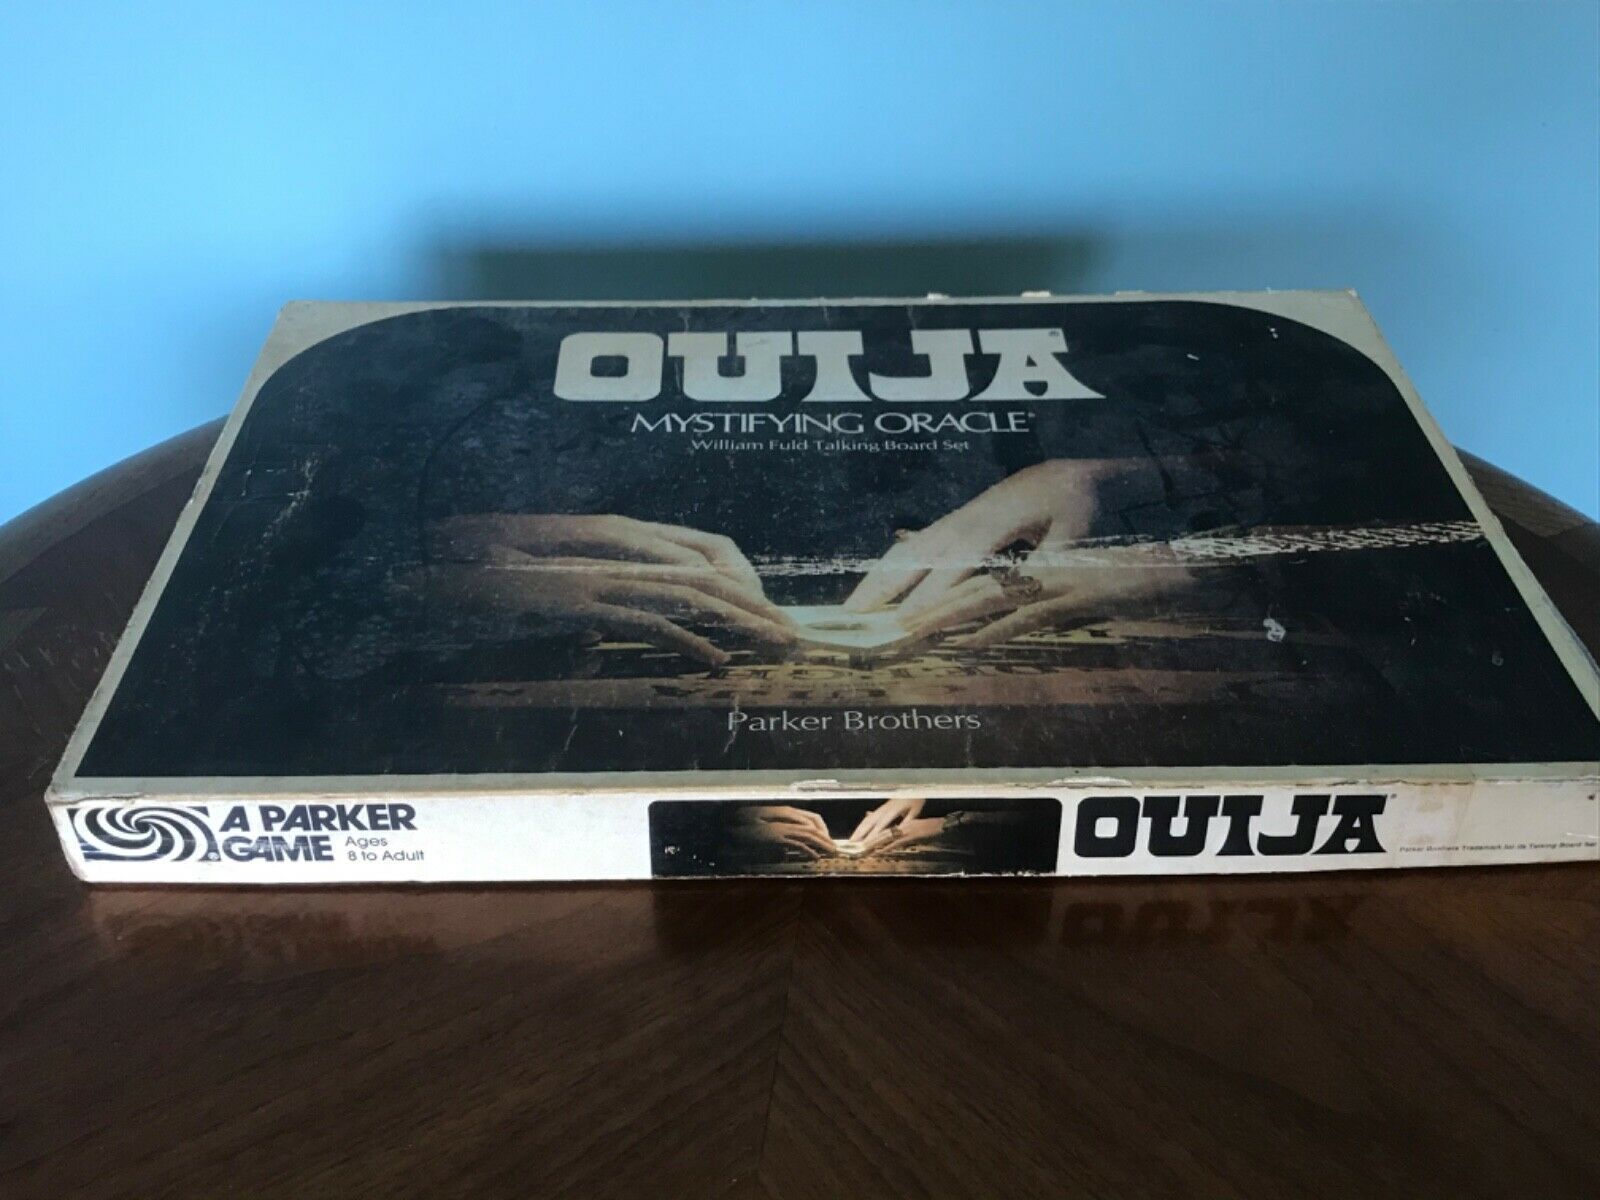 OUIJA®
MYSTIFYING ORACLE®
William Fuld Talking Board Set
Parker Brothers
A PARKER
GAME
Ages
8 to Adult
OUIJA®
Parker Brothers Trademark for its Talking Board Set